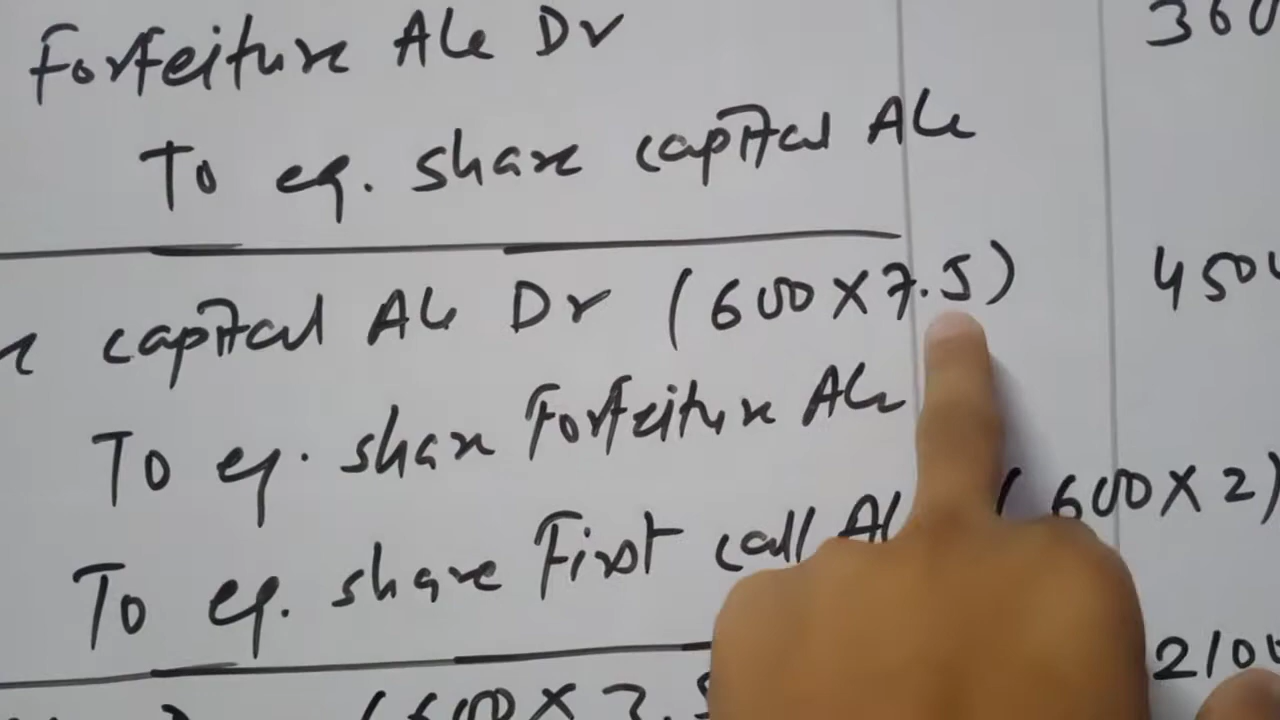 Forfeiture A/c Dr 360
To eq. share capital A/c
capital A/c Dr (600×7.5) 450
To eq. share Forfeiture A/c
To eq. share First call A/c (600×2)
210
(600×